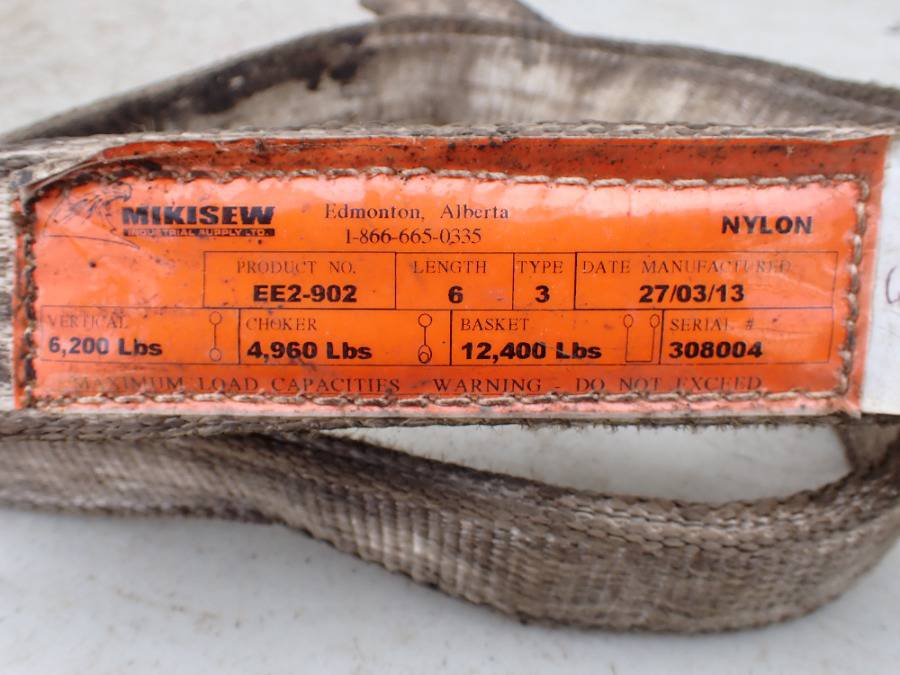 MIKISEW
INDUSTRIAL SUPPLY LTD.
Edmonton, Alberta
1-866-665-0335
NYLON
PRODUCT NO. LENGTH TYPE DATE MANUFACTURED
EE2-902 6 3 27/03/13
VERTICAL CHOKER BASKET SERIAL #
6,200 Lbs 4,960 Lbs 12,400 Lbs 308004
MAXIMUM LOAD CAPACITIES - WARNING - DO NOT EXCEED